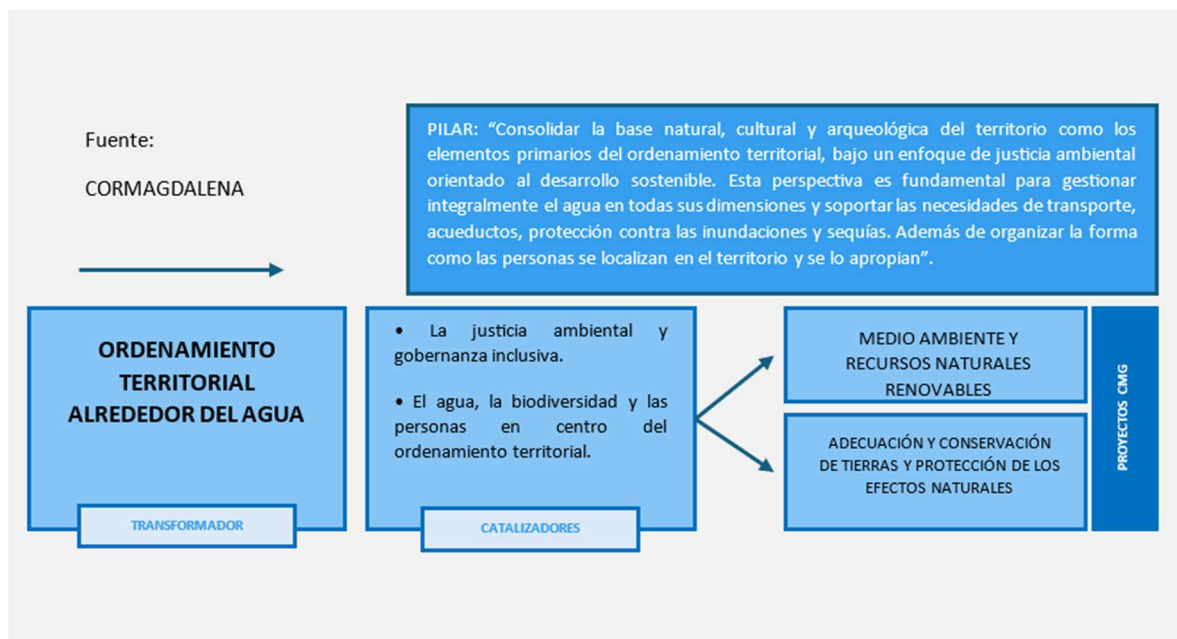 Fuente:
CORMAGDALENA
PILAR: “Consolidar la base natural, cultural y arqueológica del territorio como los
elementos primarios del ordenamiento territorial, bajo un enfoque de justicia ambiental
orientado al desarrollo sostenible. Esta perspectiva es fundamental para gestionar
integralmente el agua en todas sus dimensiones y soportar las necesidades de transporte,
acueductos, protección contra las inundaciones y sequías. Además de organizar la forma
como las personas se localizan en el territorio y se lo apropian”.
ORDENAMIENTO
TERRITORIAL
ALREDEDOR DEL AGUA
TRANSFORMADOR
• La justicia ambiental y
gobernanza inclusiva.
• El agua, la biodiversidad y las
personas en centro del
ordenamiento territorial.
CATALIZADORES
MEDIO AMBIENTE Y
RECURSOS NATURALES
RENOVABLES
ADECUACIÓN Y CONSERVACIÓN
DE TIERRAS Y PROTECCIÓN DE LOS
EFECTOS NATURALES
PROYECTOS CMG